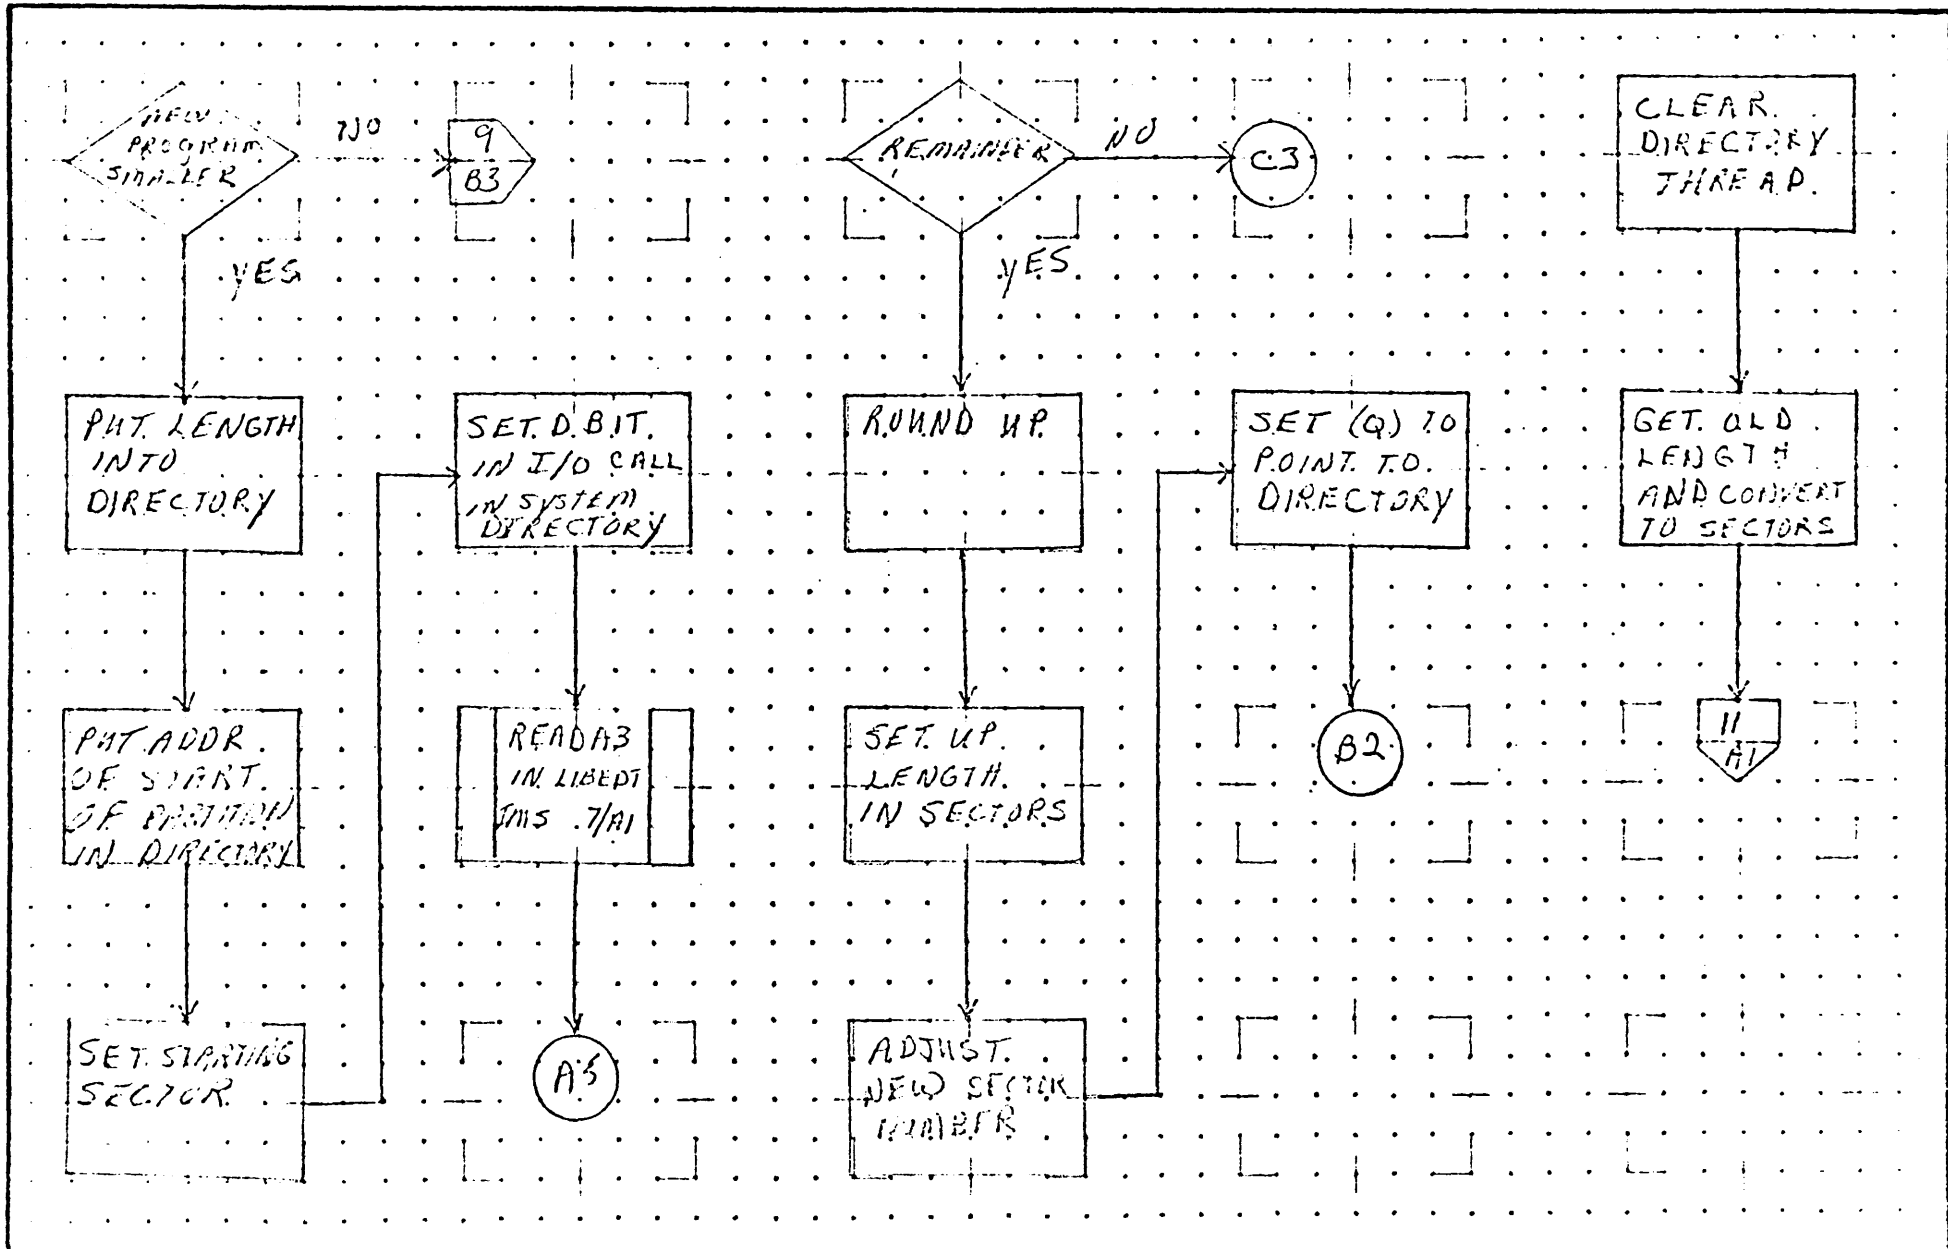 NEW
PROGRAM
SMALLER
NO
9
B3
YES
PUT LENGTH
INTO
DIRECTORY
PUT ADDR
OF START
OF PARTITION
IN DIRECTORY
SET STARTING
SECTOR
SET D BIT
IN I/O CALL
IN SYSTEM
DIRECTORY
READA3
IN LIBEDT
IMS 7/A1
A5
REMAINDER
NO
C3
YES
ROUND UP
SET UP
LENGTH
IN SECTORS
ADJUST
NEW SECTOR
NUMBER
SET (Q) TO
POINT TO
DIRECTORY
B2
CLEAR
DIRECTORY
THREAD
GET OLD
LENGTH
AND CONVERT
TO SECTORS
11
A1